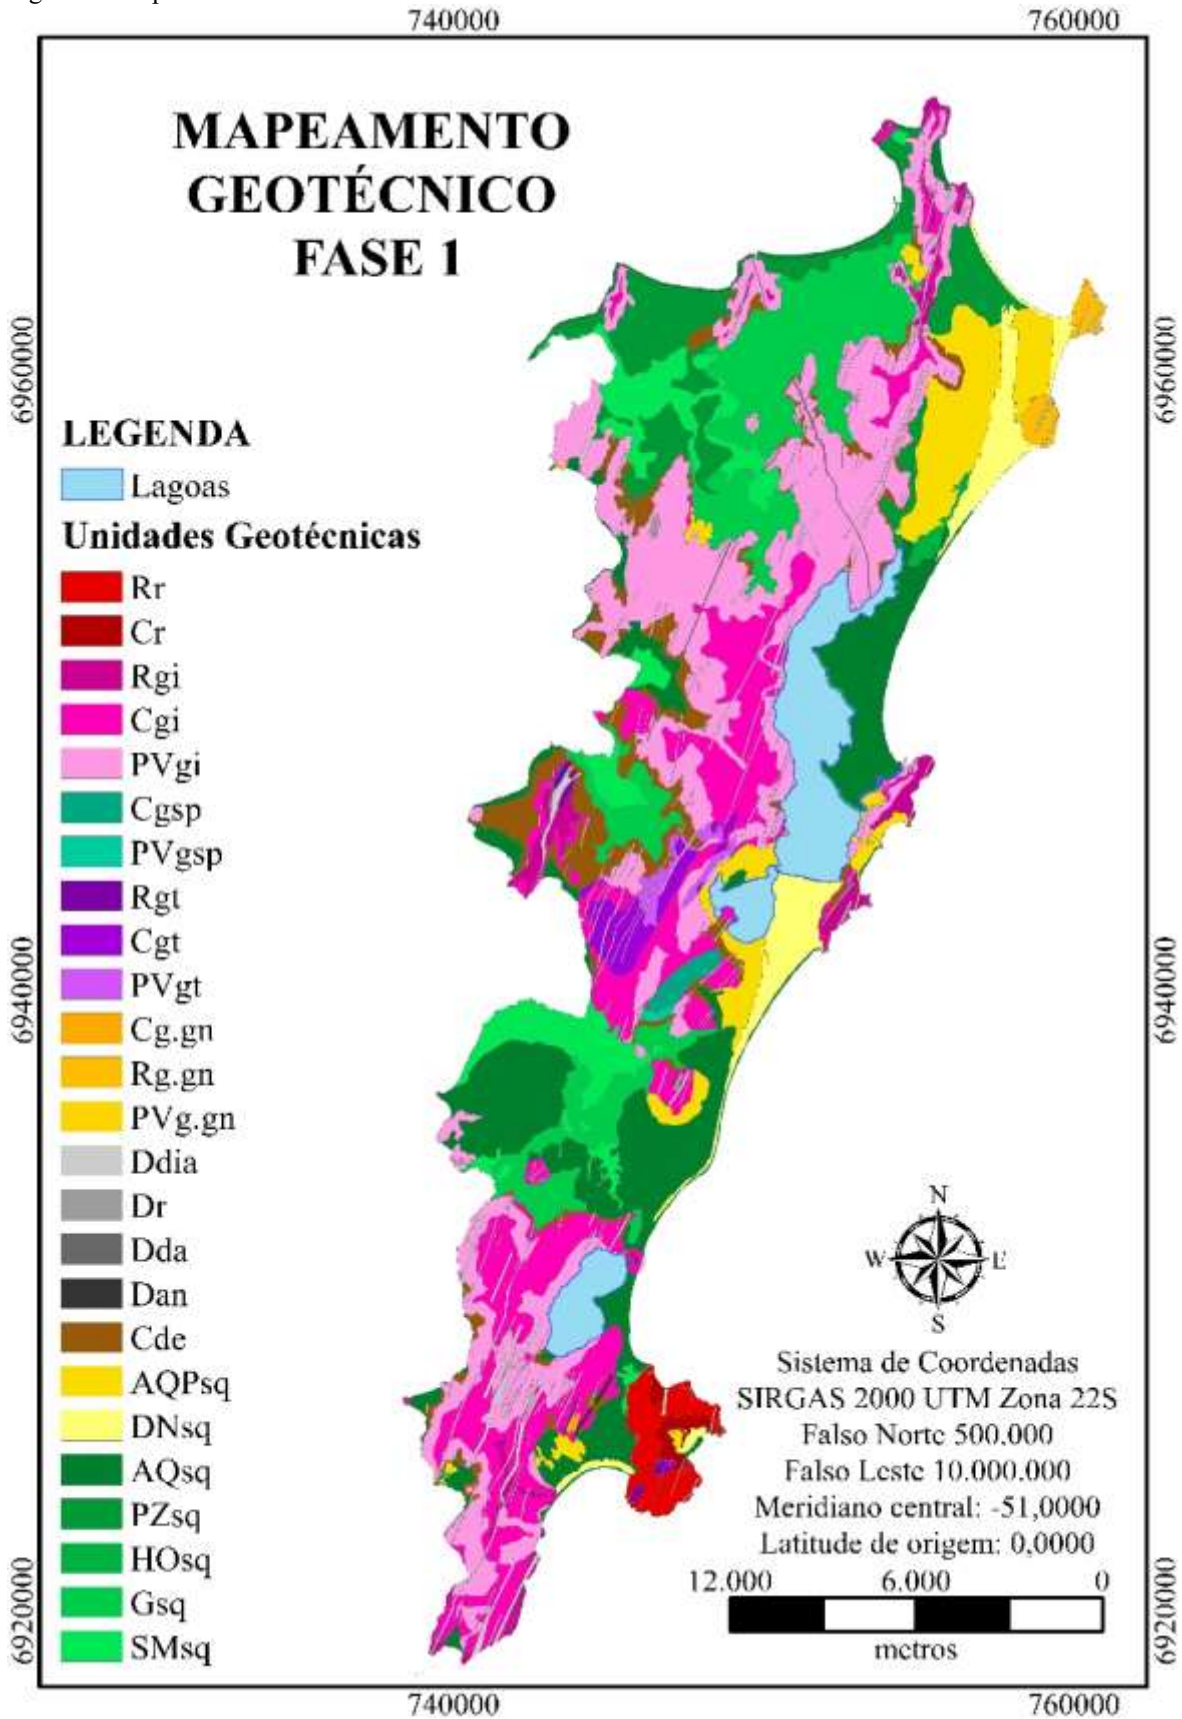 740000
760000
MAPEAMENTO
GEOTÉCNICO
FASE 1
6960000
6960000
LEGENDA
Lagoas
Unidades Geotécnicas
Rr
Cr
Rgi
Cgi
PVgi
Cgsp
PVgsp
Rgt
Cgt
PVgt
Cg.gn
Rg.gn
PVg.gn
Ddia
Dr
Dda
Dan
Cde
AQPsq
DNsq
AQsq
PZsq
HOsq
Gsq
SMsq
6940000
6940000
N
W
E
S
Sistema de Coordenadas
SIRGAS 2000 UTM Zona 22S
Falso Norte 500.000
Falso Leste 10.000.000
Meridiano central: -51,0000
Latitude de origem: 0,0000
12.000 6.000 0
metros
6920000
6920000
740000
760000